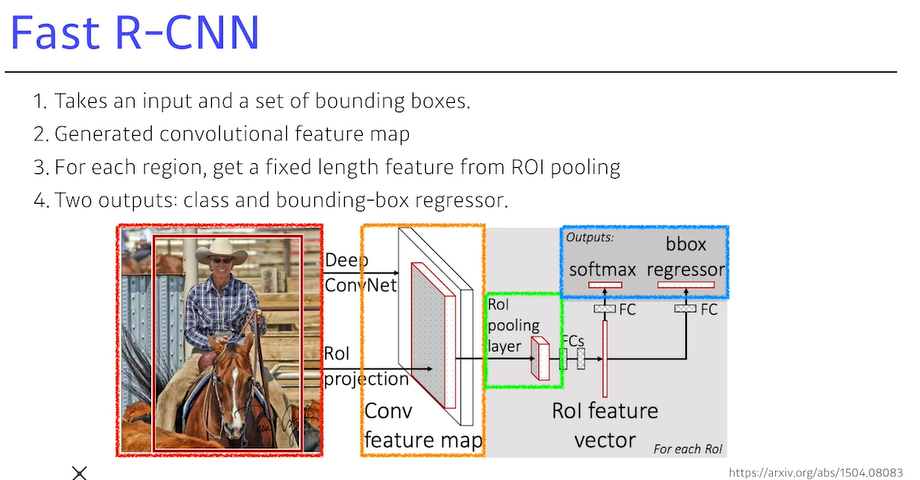 Fast R-CNN
1. Takes an input and a set of bounding boxes.
2. Generated convolutional feature map
3. For each region, get a fixed length feature from ROI pooling
4. Two outputs: class and bounding-box regressor.
Deep
ConvNet
RoI
projection
Conv
feature map
RoI
pooling
layer
FCs
RoI feature
vector
Outputs:
softmax
bbox
regressor
FC
FC
For each RoI
https://arxiv.org/abs/1504.08083